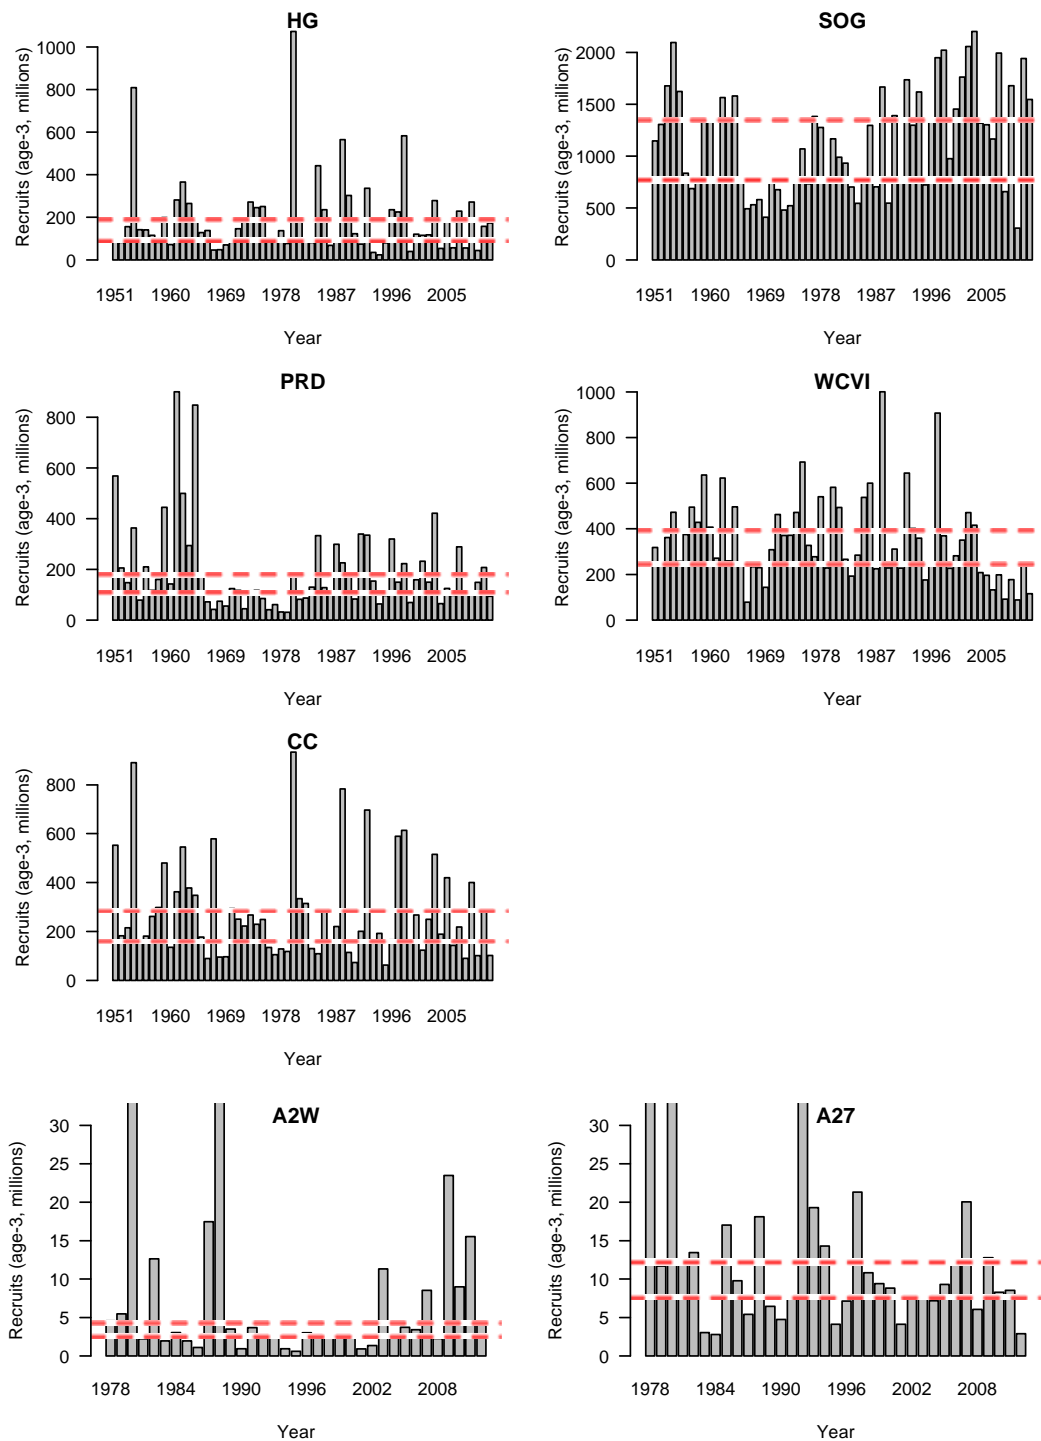 HG
Recruits (age-3, millions)
1000
800
600
400
200
0
1951 1960 1969 1978 1987 1996 2005
Year
SOG
Recruits (age-3, millions)
2000
1500
1000
500
0
1951 1960 1969 1978 1987 1996 2005
Year
PRD
Recruits (age-3, millions)
800
600
400
200
0
1951 1960 1969 1978 1987 1996 2005
Year
WCVI
Recruits (age-3, millions)
1000
800
600
400
200
0
1951 1960 1969 1978 1987 1996 2005
Year
CC
Recruits (age-3, millions)
800
600
400
200
0
1951 1960 1969 1978 1987 1996 2005
Year
A2W
Recruits (age-3, millions)
30
25
20
15
10
5
0
1978 1984 1990 1996 2002 2008
Year
A27
Recruits (age-3, millions)
30
25
20
15
10
5
0
1978 1984 1990 1996 2002 2008
Year